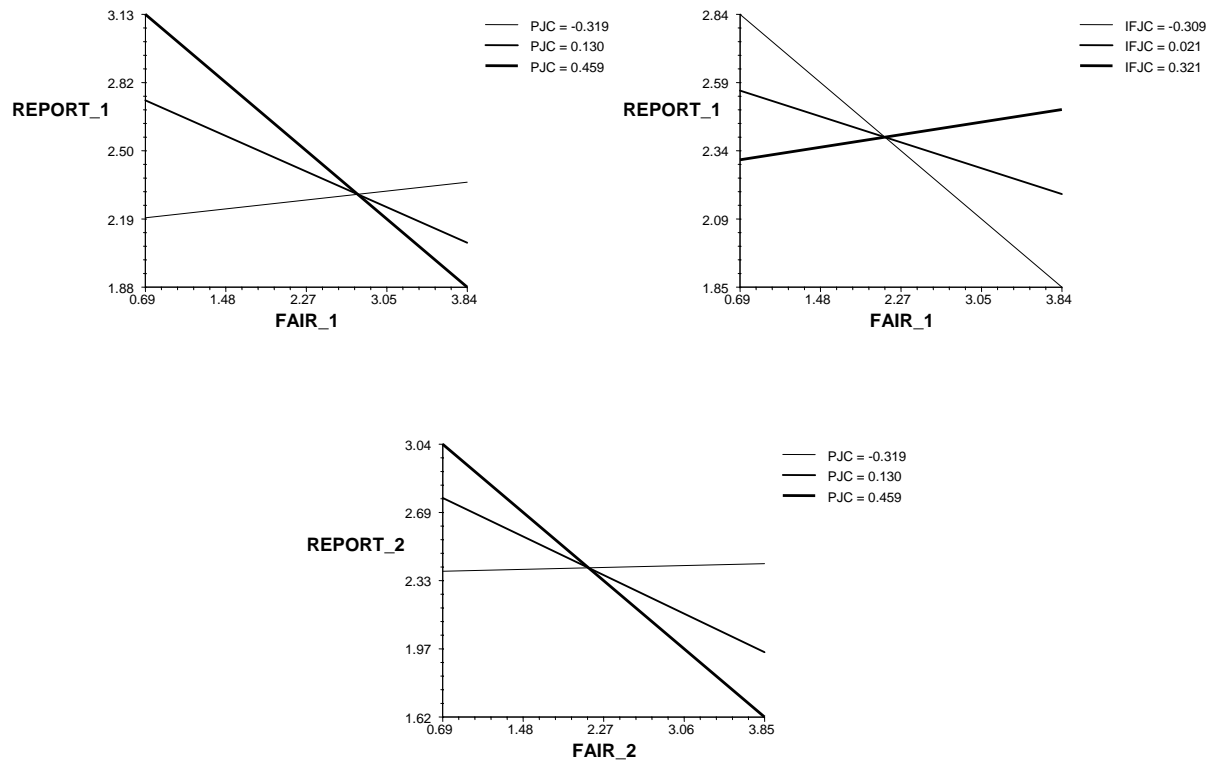 3.13
2.82
2.50
2.19
1.88
REPORT_1
0.69 1.48 2.27 3.05 3.84
FAIR_1
PJC = -0.319
PJC = 0.130
PJC = 0.459
2.84
2.59
2.34
2.09
1.85
REPORT_1
0.69 1.48 2.27 3.05 3.84
FAIR_1
IFJC = -0.309
IFJC = 0.021
IFJC = 0.321
3.04
2.69
2.33
1.97
1.62
REPORT_2
0.69 1.48 2.27 3.06 3.85
FAIR_2
PJC = -0.319
PJC = 0.130
PJC = 0.459